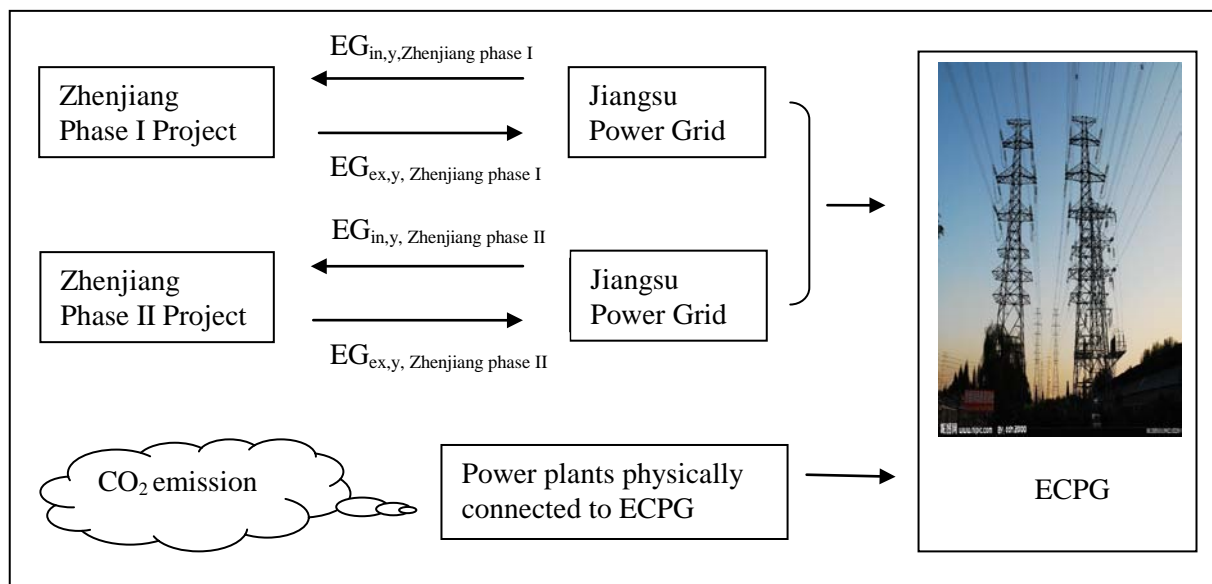 EGin,y,Zhenjiang phase I
Zhenjiang
Phase I Project
Jiangsu
Power Grid
EGex,y, Zhenjiang phase I
EGin,y, Zhenjiang phase II
Zhenjiang
Phase II Project
Jiangsu
Power Grid
EGex,y, Zhenjiang phase II
CO2 emission
Power plants physically
connected to ECPG
ECPG